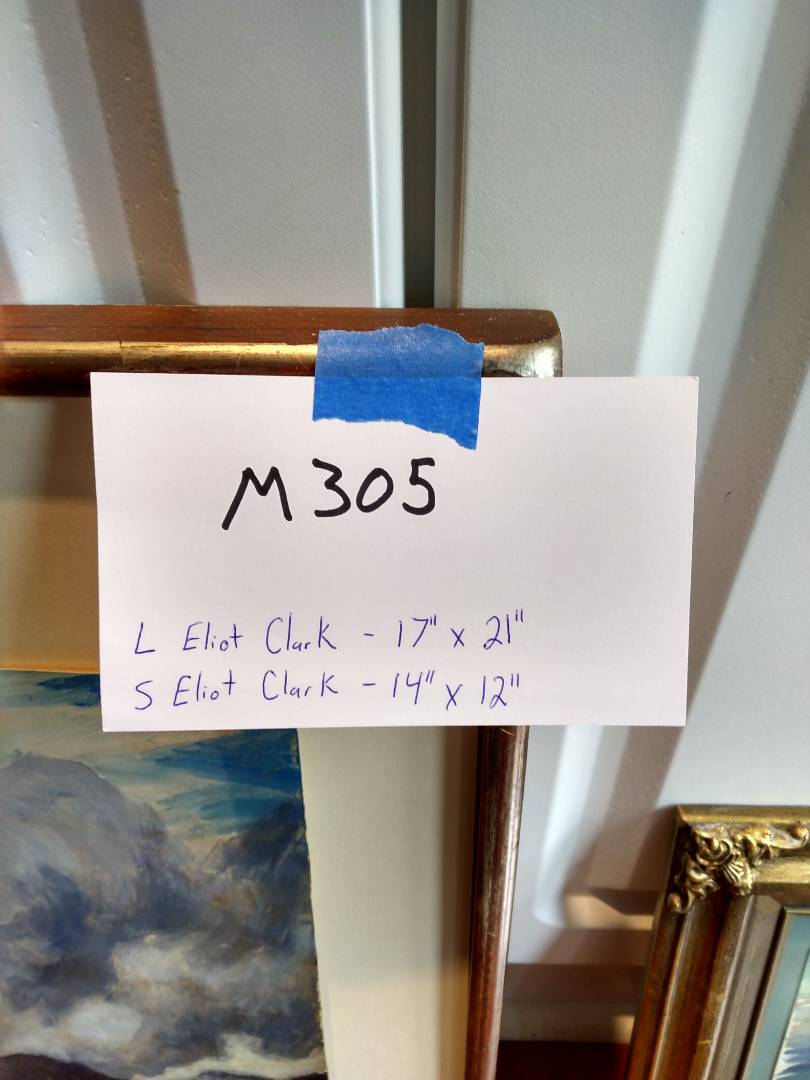 M305
L Eliot Clark - 17" x 21"
S Eliot Clark - 14" x 12"